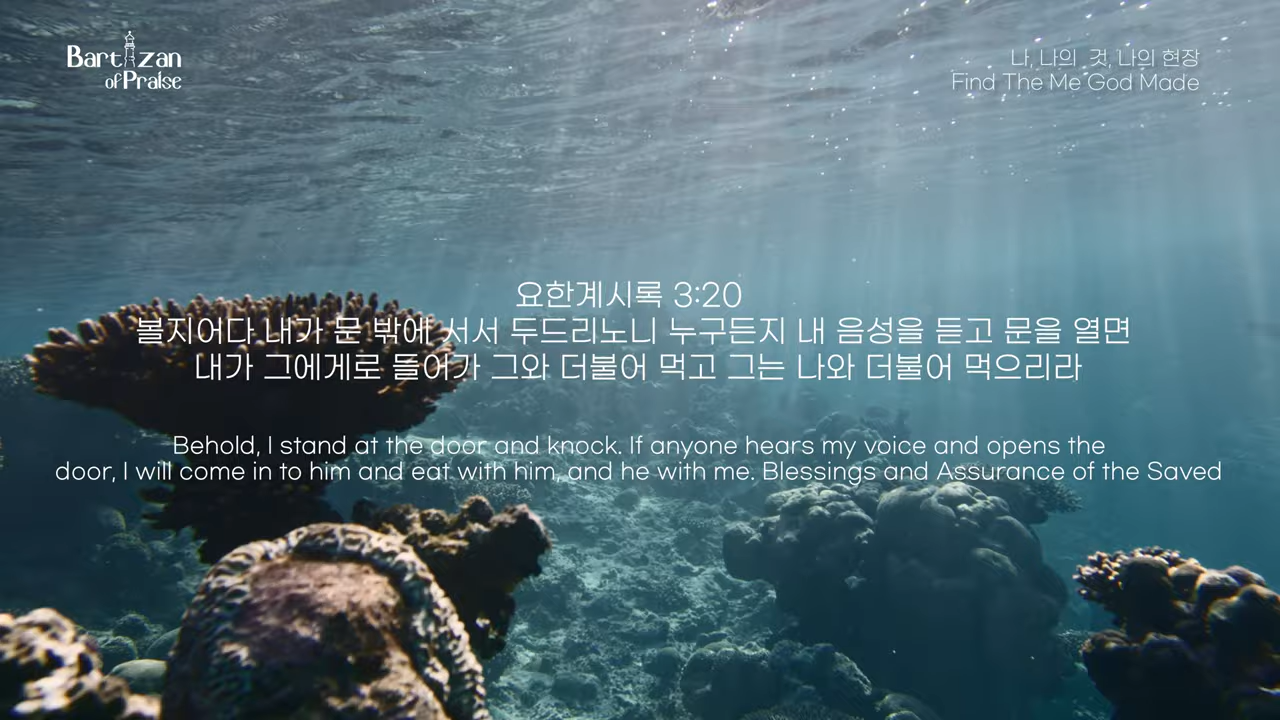 Bartizan
of Praise
나, 나의 것, 나의 현장
Find The Me God Made
요한계시록 3:20
볼지어다 내가 문 밖에 서서 두드리노니 누구든지 내 음성을 듣고 문을 열면
내가 그에게로 들어가 그와 더불어 먹고 그는 나와 더불어 먹으리라
Behold, I stand at the door and knock. If anyone hears my voice and opens the
door, I will come in to him and eat with him, and he with me. Blessings and Assurance of the Saved